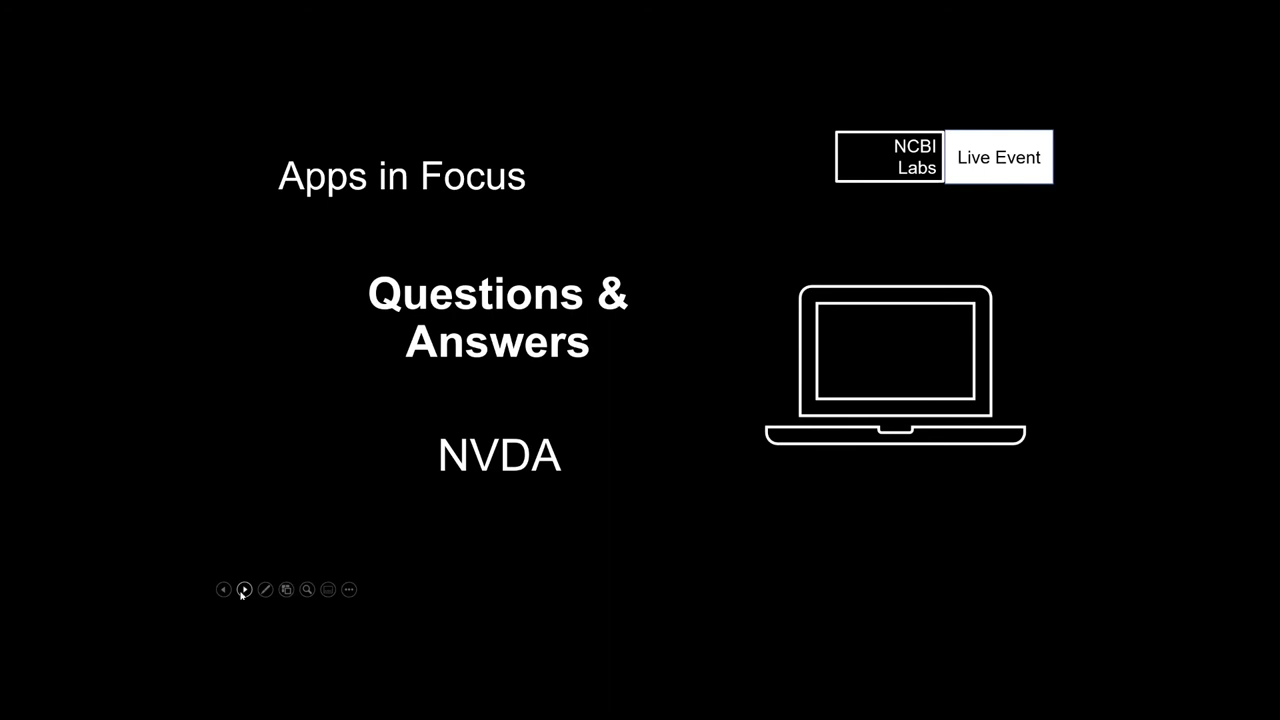 Apps in Focus
NCBI
Labs
Live Event
Questions &
Answers
NVDA